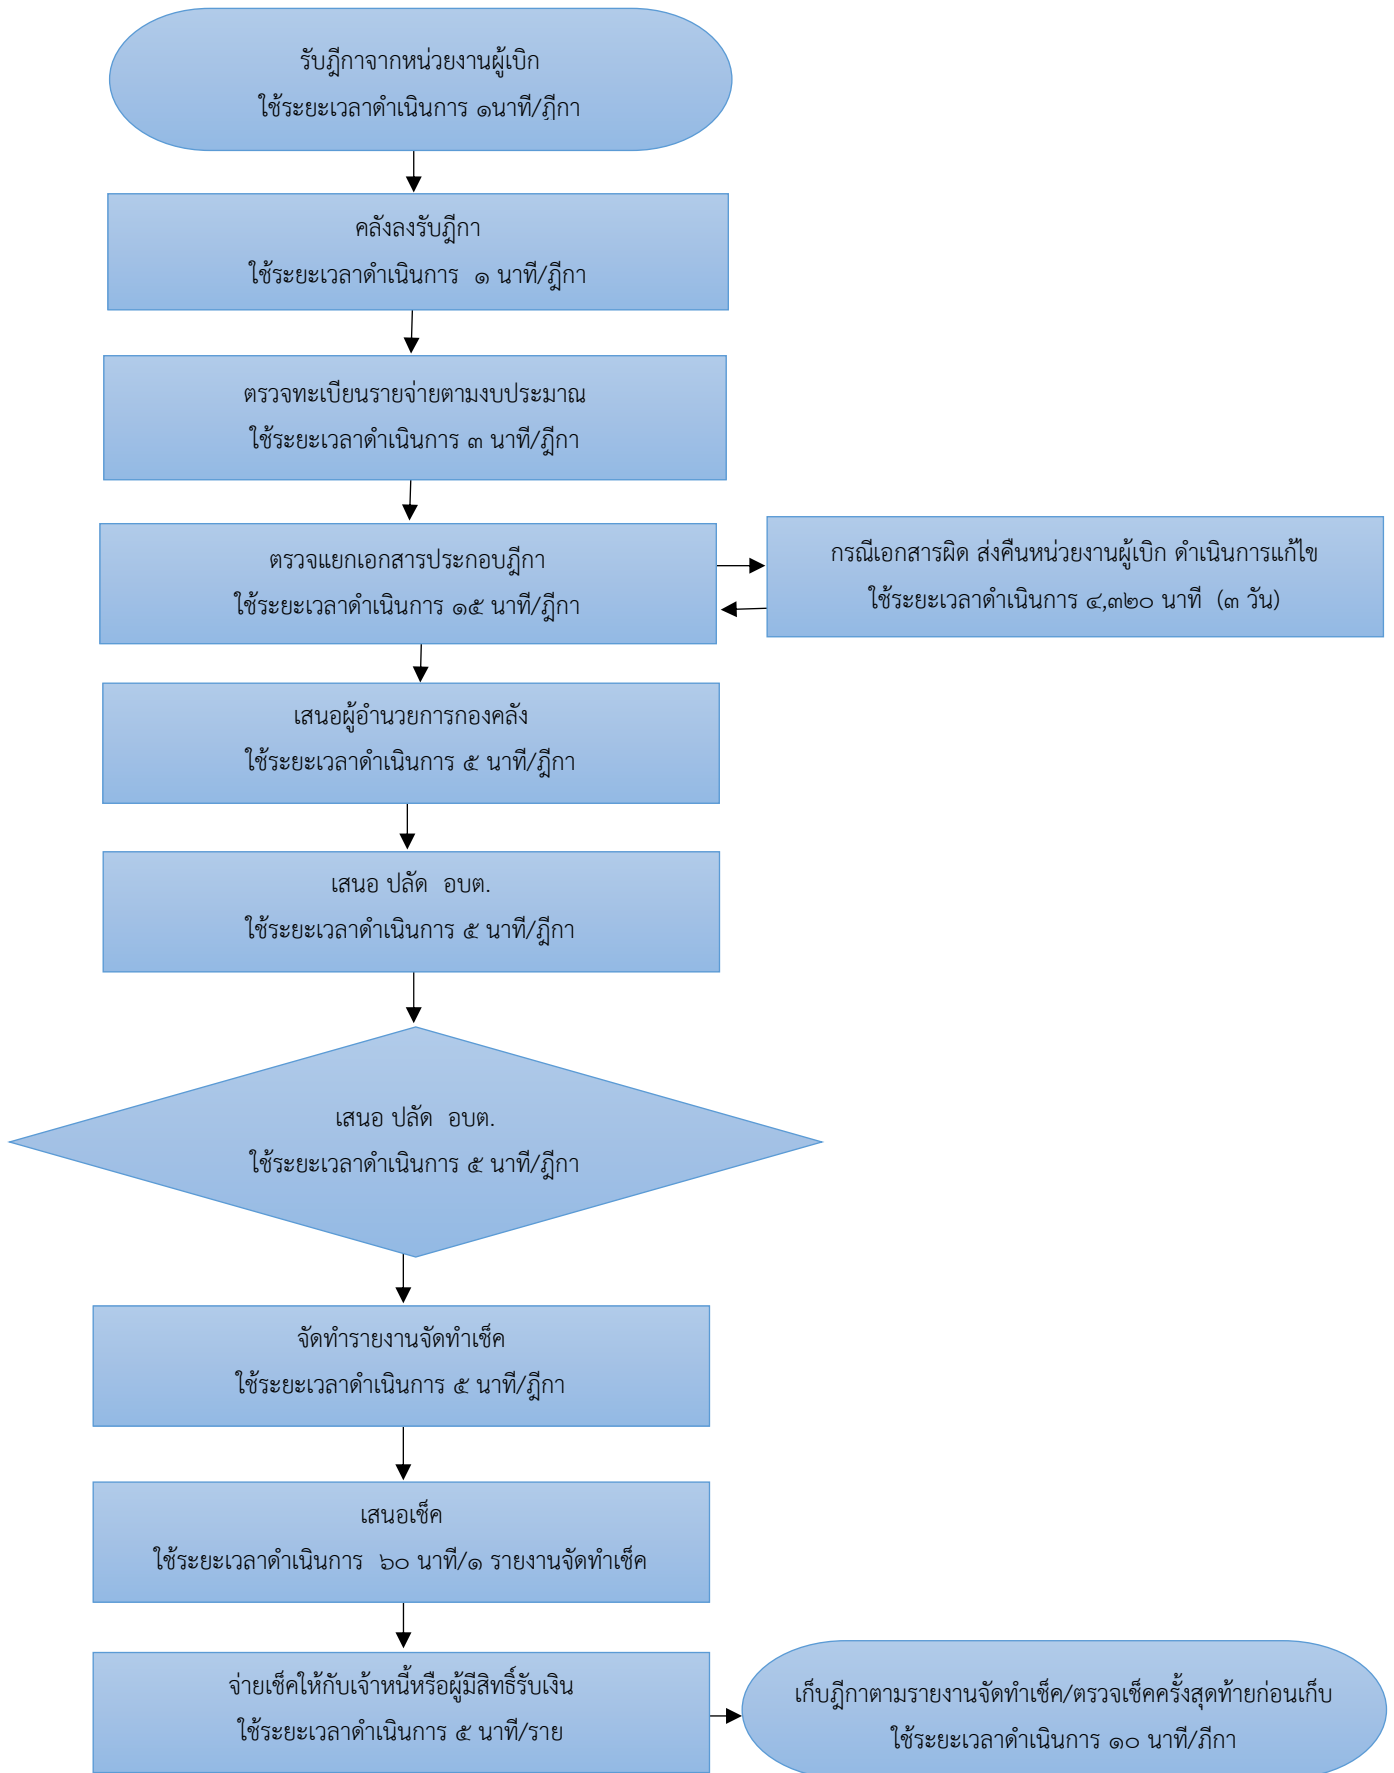 รับฎีกาจากหน่วยงานผู้เบิก
ใช้ระยะเวลาดำเนินการ ๑นาที/ฎีกา
คลังลงรับฎีกา
ใช้ระยะเวลาดำเนินการ ๑ นาที/ฎีกา
ตรวจทะเบียนรายจ่ายตามงบประมาณ
ใช้ระยะเวลาดำเนินการ ๓ นาที/ฎีกา
ตรวจแยกเอกสารประกอบฎีกา
ใช้ระยะเวลาดำเนินการ ๑๕ นาที/ฎีกา
กรณีเอกสารผิด ส่งคืนหน่วยงานผู้เบิก ดำเนินการแก้ไข
ใช้ระยะเวลาดำเนินการ ๔,๓๒๐ นาที (๓ วัน)
เสนอผู้อำนวยการกองคลัง
ใช้ระยะเวลาดำเนินการ ๕ นาที/ฎีกา
เสนอ ปลัด อบต.
ใช้ระยะเวลาดำเนินการ ๕ นาที/ฎีกา
เสนอ ปลัด อบต.
ใช้ระยะเวลาดำเนินการ ๕ นาที/ฎีกา
จัดทำรายงานจัดทำเช็ค
ใช้ระยะเวลาดำเนินการ ๕ นาที/ฎีกา
เสนอเช็ค
ใช้ระยะเวลาดำเนินการ ๖๐ นาที/๑ รายงานจัดทำเช็ค
จ่ายเช็คให้กับเจ้าหนี้หรือผู้มีสิทธิ์รับเงิน
ใช้ระยะเวลาดำเนินการ ๕ นาที/ราย
เก็บฎีกาตามรายงานจัดทำเช็ค/ตรวจเช็คครั้งสุดท้ายก่อนเก็บ
ใช้ระยะเวลาดำเนินการ ๑๐ นาที/ภีกา